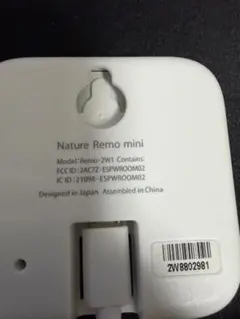 Nature Remo mini
Model: Remo-2W1 Contains:
FCC ID: 2AC7Z-ESPWROOM02
IC ID: 21098-ESPWROOM02
Designed in Japan. Assembled in China
2W8802981